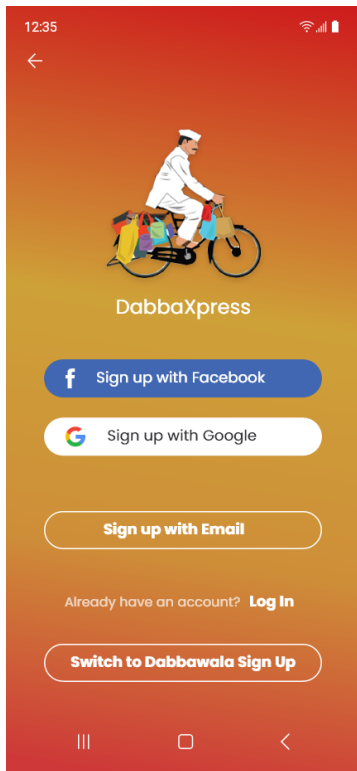 12:35
DabbaXpress
Sign up with Facebook
Sign up with Google
Sign up with Email
Already have an account? Log In
Switch to Dabbawala Sign Up